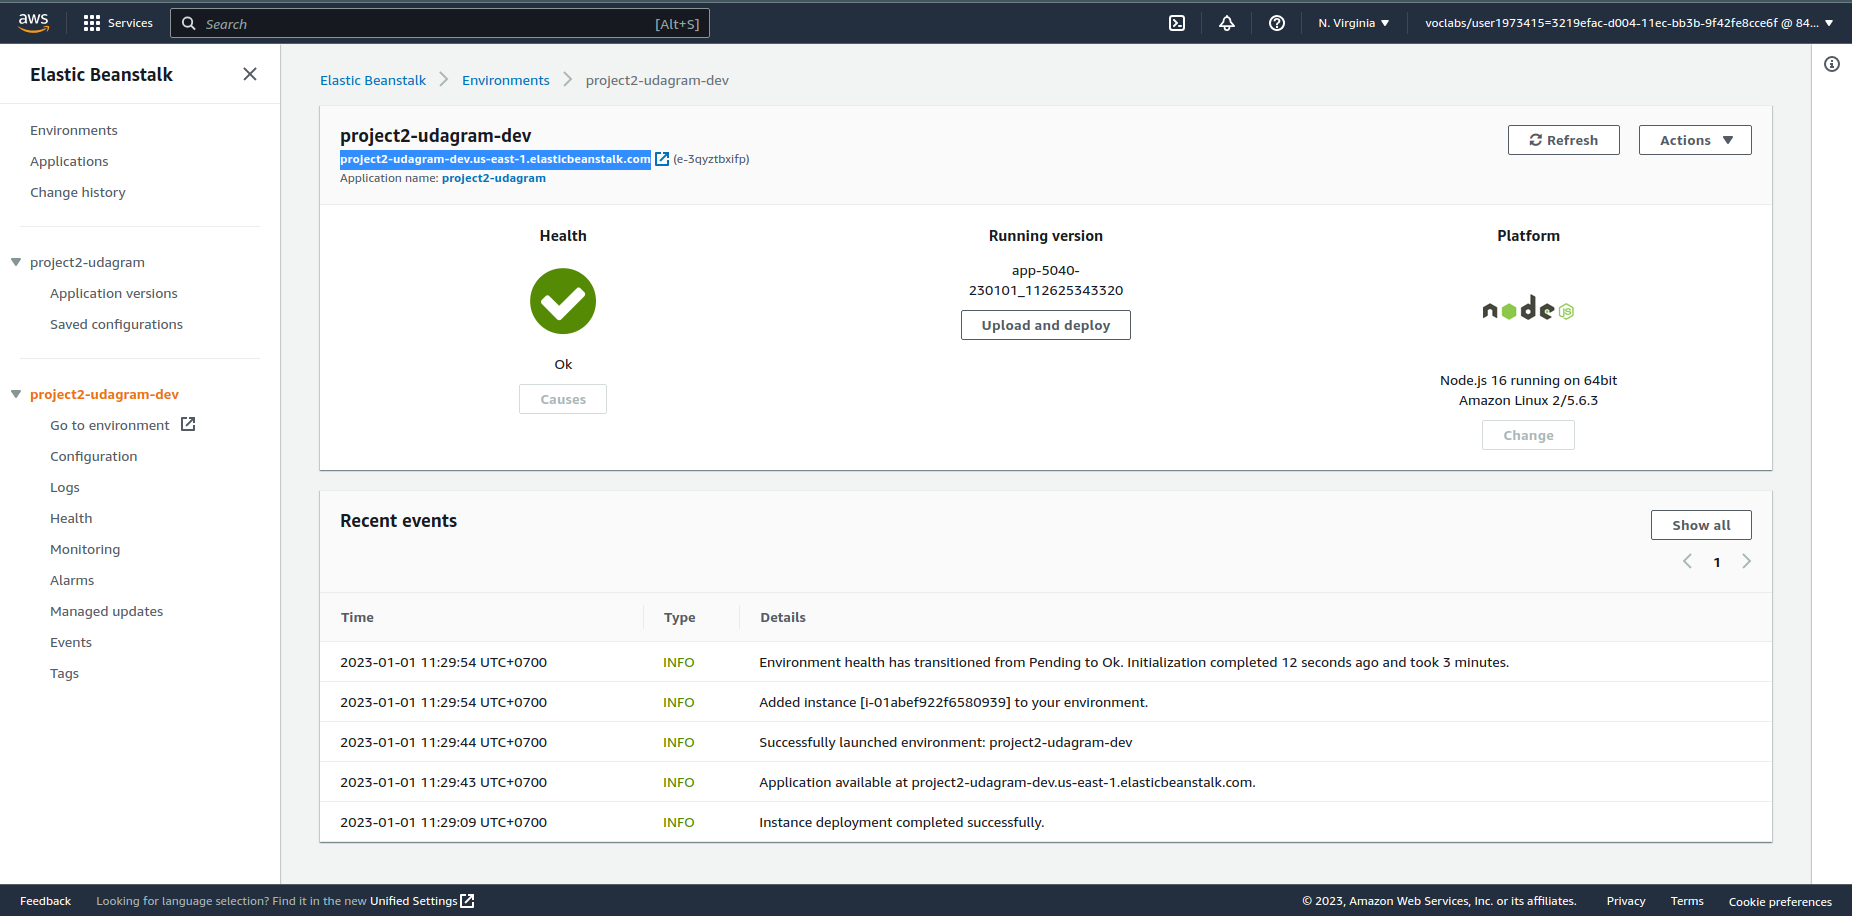 aws
Services
Search [Alt+S]
N. Virginia
voclabs/user1973415=3219efac-d004-11ec-bb3b-9f42fe8cce6f @ 84...
Elastic Beanstalk
Environments
Applications
Change history
project2-udagram
Application versions
Saved configurations
project2-udagram-dev
Go to environment
Configuration
Logs
Health
Monitoring
Alarms
Managed updates
Events
Tags
Elastic Beanstalk > Environments > project2-udagram-dev
project2-udagram-dev
project2-udagram-dev.us-east-1.elasticbeanstalk.com (e-3qyztbxifp)
Application name: project2-udagram
Refresh
Actions
Health
Ok
Causes
Running version
app-5040-
230101_112625343320
Upload and deploy
Platform
node JS
Node.js 16 running on 64bit
Amazon Linux 2/5.6.3
Change
Recent events
Show all
1
Time Type Details
2023-01-01 11:29:54 UTC+0700 INFO Environment health has transitioned from Pending to Ok. Initialization completed 12 seconds ago and took 3 minutes.
2023-01-01 11:29:54 UTC+0700 INFO Added instance [i-01abef922f6580939] to your environment.
2023-01-01 11:29:44 UTC+0700 INFO Successfully launched environment: project2-udagram-dev
2023-01-01 11:29:43 UTC+0700 INFO Application available at project2-udagram-dev.us-east-1.elasticbeanstalk.com.
2023-01-01 11:29:09 UTC+0700 INFO Instance deployment completed successfully.
Feedback Looking for language selection? Find it in the new Unified Settings
© 2023, Amazon Web Services, Inc. or its affiliates. Privacy Terms Cookie preferences